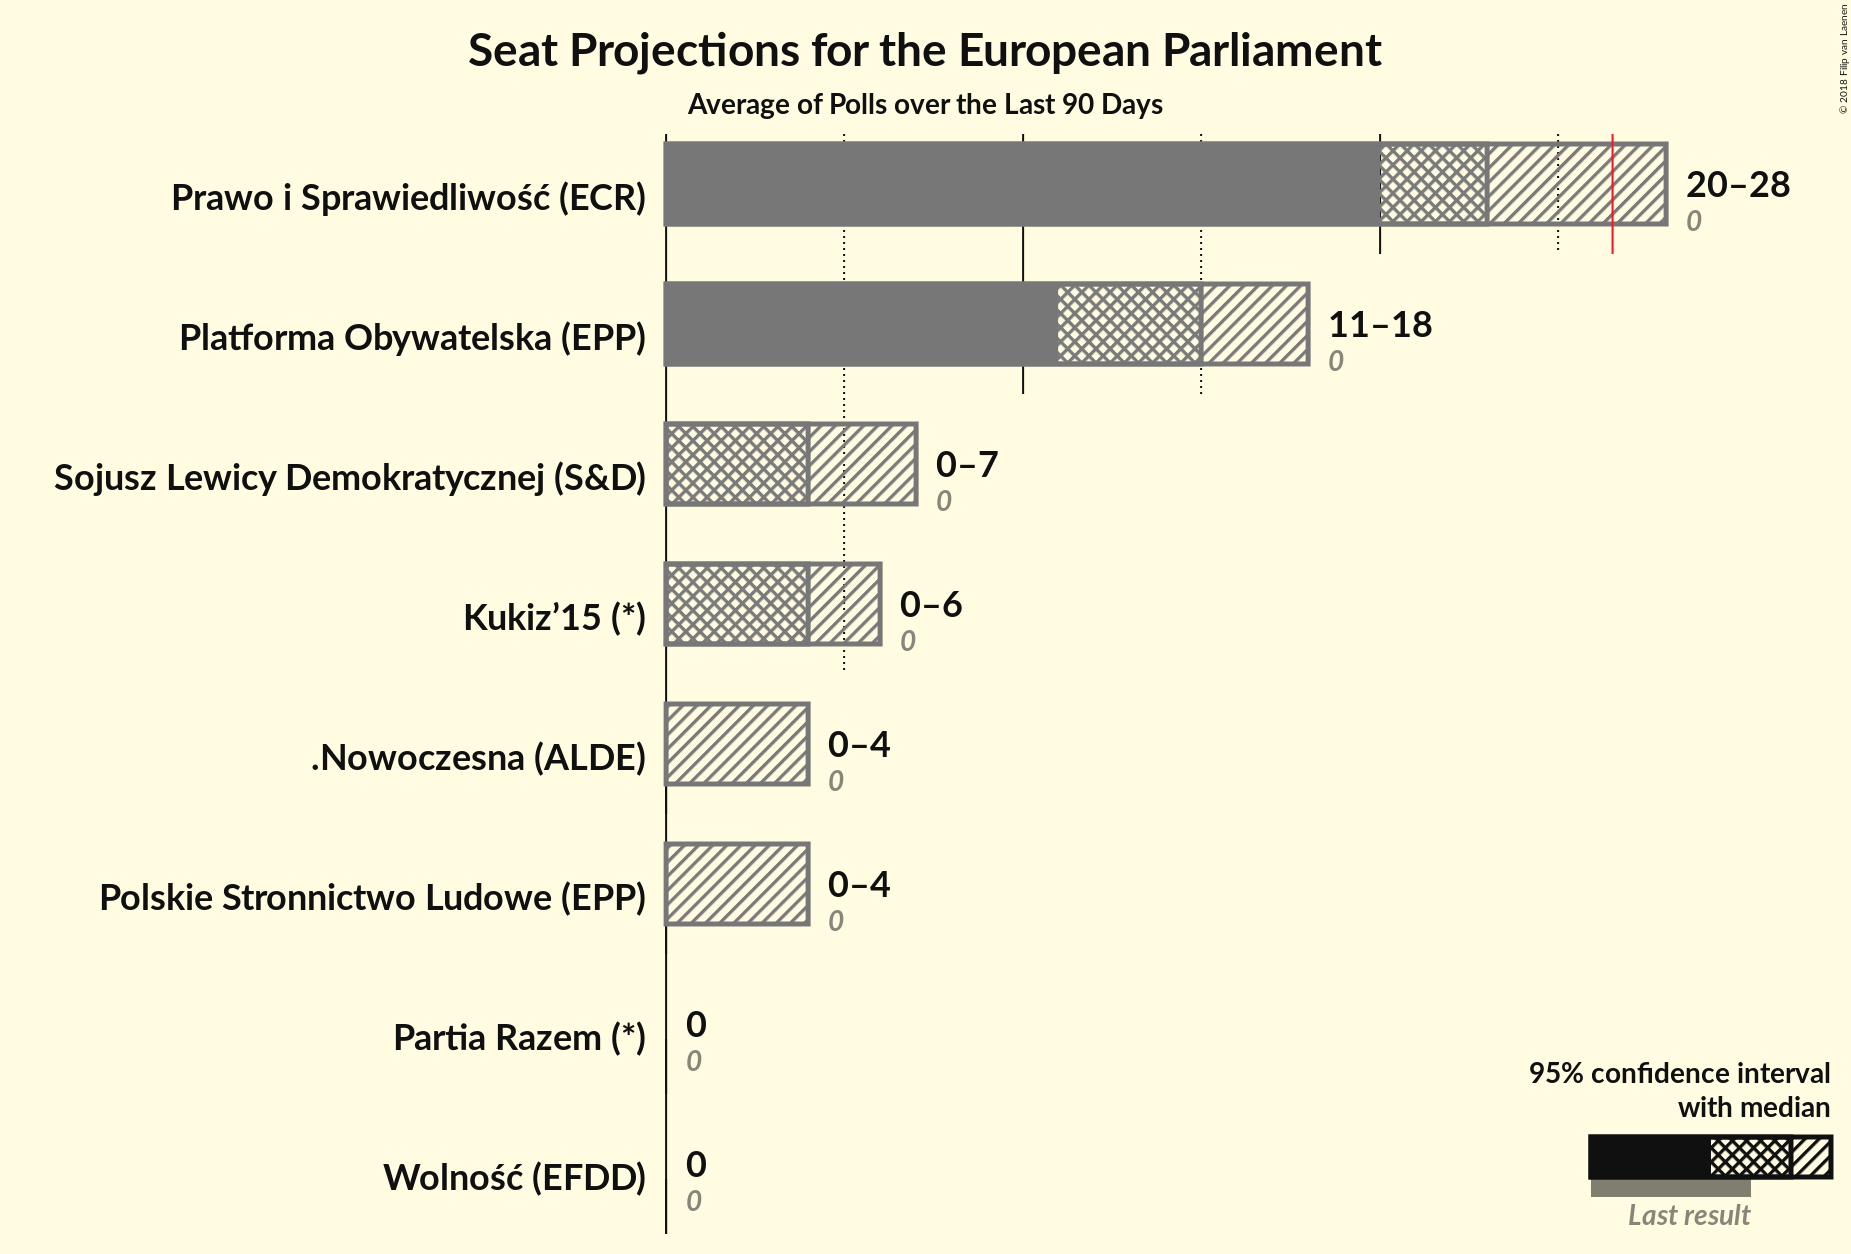 Seat Projections for the European Parliament
Average of Polls over the Last 90 Days
© 2018 Filip van Laenen
Prawo i Sprawiedliwość (ECR)
20–28
0
Platforma Obywatelska (EPP)
11–18
0
Sojusz Lewicy Demokratycznej (S&D)
0–7
0
Kukiz’15 (*)
0–6
0
.Nowoczesna (ALDE)
0–4
0
Polskie Stronnictwo Ludowe (EPP)
0–4
0
Partia Razem (*)
0
0
Wolność (EFDD)
0
0
95% confidence interval
with median
Last result